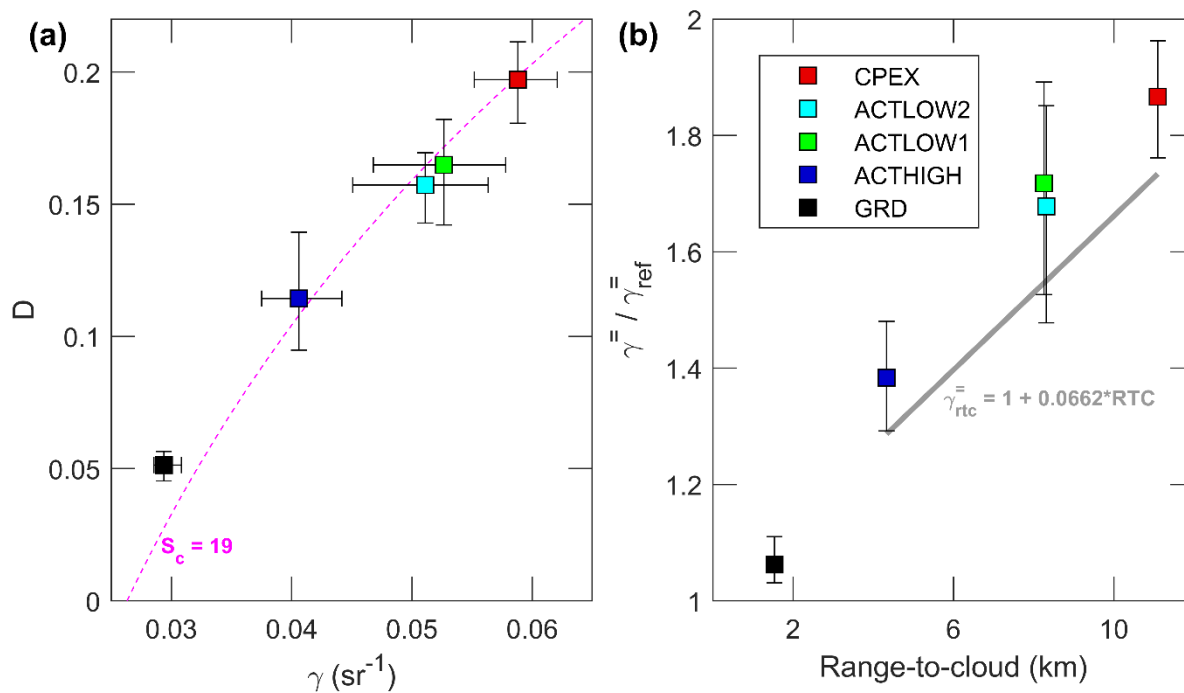 (a)
D
0.2
0.15
0.1
0.05
0
S_c = 19
0.03 0.04 0.05 0.06
γ (sr⁻¹)
(b)
γ̿ / γ̿_ref
2
1.8
1.6
1.4
1.2
1
CPEX
ACTLOW2
ACTLOW1
ACTHIGH
GRD
γ̿_rtc = 1 + 0.0662*RTC
2 6 10
Range-to-cloud (km)